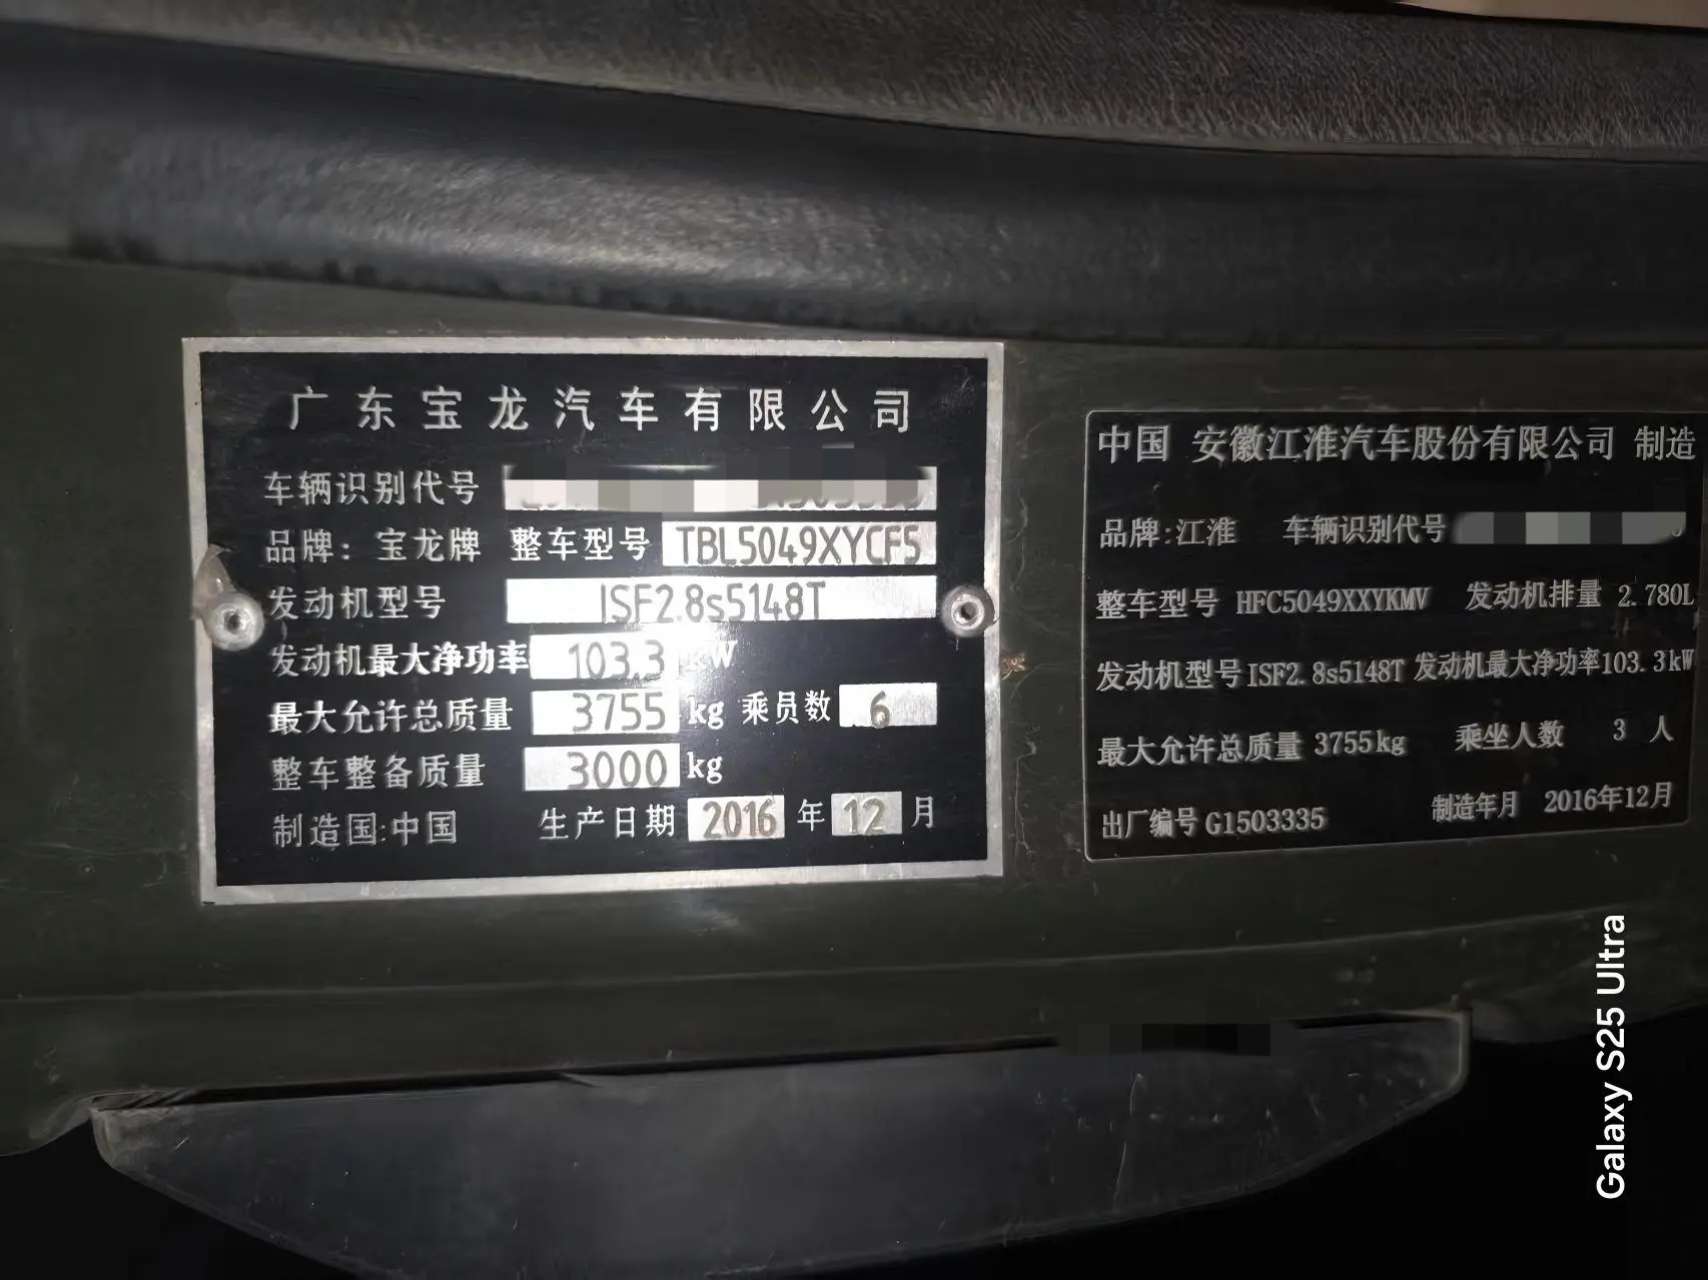 广东宝龙汽车有限公司
车辆识别代号
品牌：宝龙牌 整车型号 TBL5049XYCF5
发动机型号 ISF2.8s5148T
发动机最大净功率 103.3 kW
最大允许总质量 3755 kg 乘员数 6
整车整备质量 3000 kg
制造国:中国 生产日期 2016 年 12 月
中国 安徽江淮汽车股份有限公司 制造
品牌:江淮 车辆识别代号
整车型号 HFC5049XXYKMV 发动机排量 2.780L
发动机型号 ISF2.8s5148T 发动机最大净功率103.3kW
最大允许总质量 3755kg 乘坐人数 3 人
出厂编号 G1503335 制造年月 2016年12月
Galaxy S25 Ultra